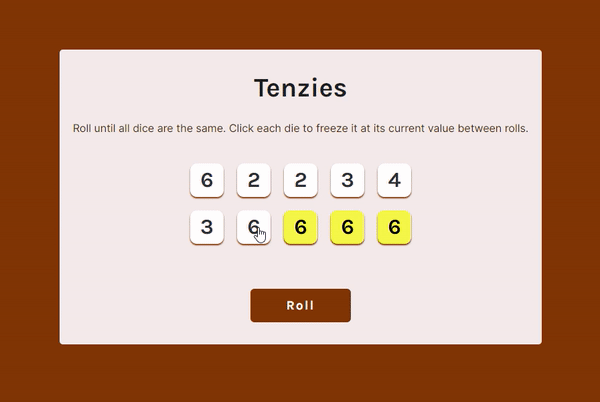 Tenzies
Roll until all dice are the same. Click each die to freeze it at its current value between rolls.
6 2 2 3 4
3 6 6 6 6
Roll